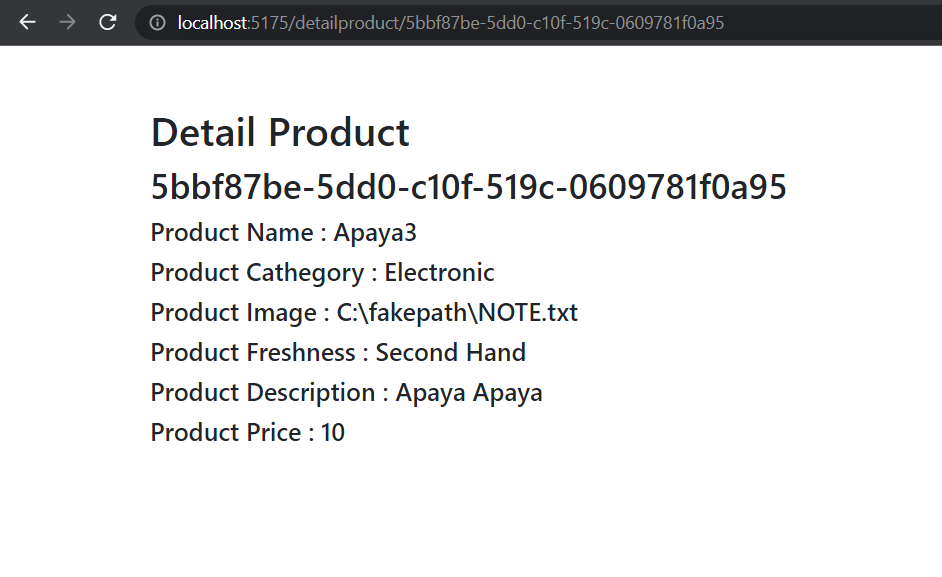 localhost:5175/detailproduct/5bbf87be-5dd0-c10f-519c-0609781f0a95
Detail Product
5bbf87be-5dd0-c10f-519c-0609781f0a95
Product Name : Apaya3
Product Cathegory : Electronic
Product Image : C:\fakepath\NOTE.txt
Product Freshness : Second Hand
Product Description : Apaya Apaya
Product Price : 10